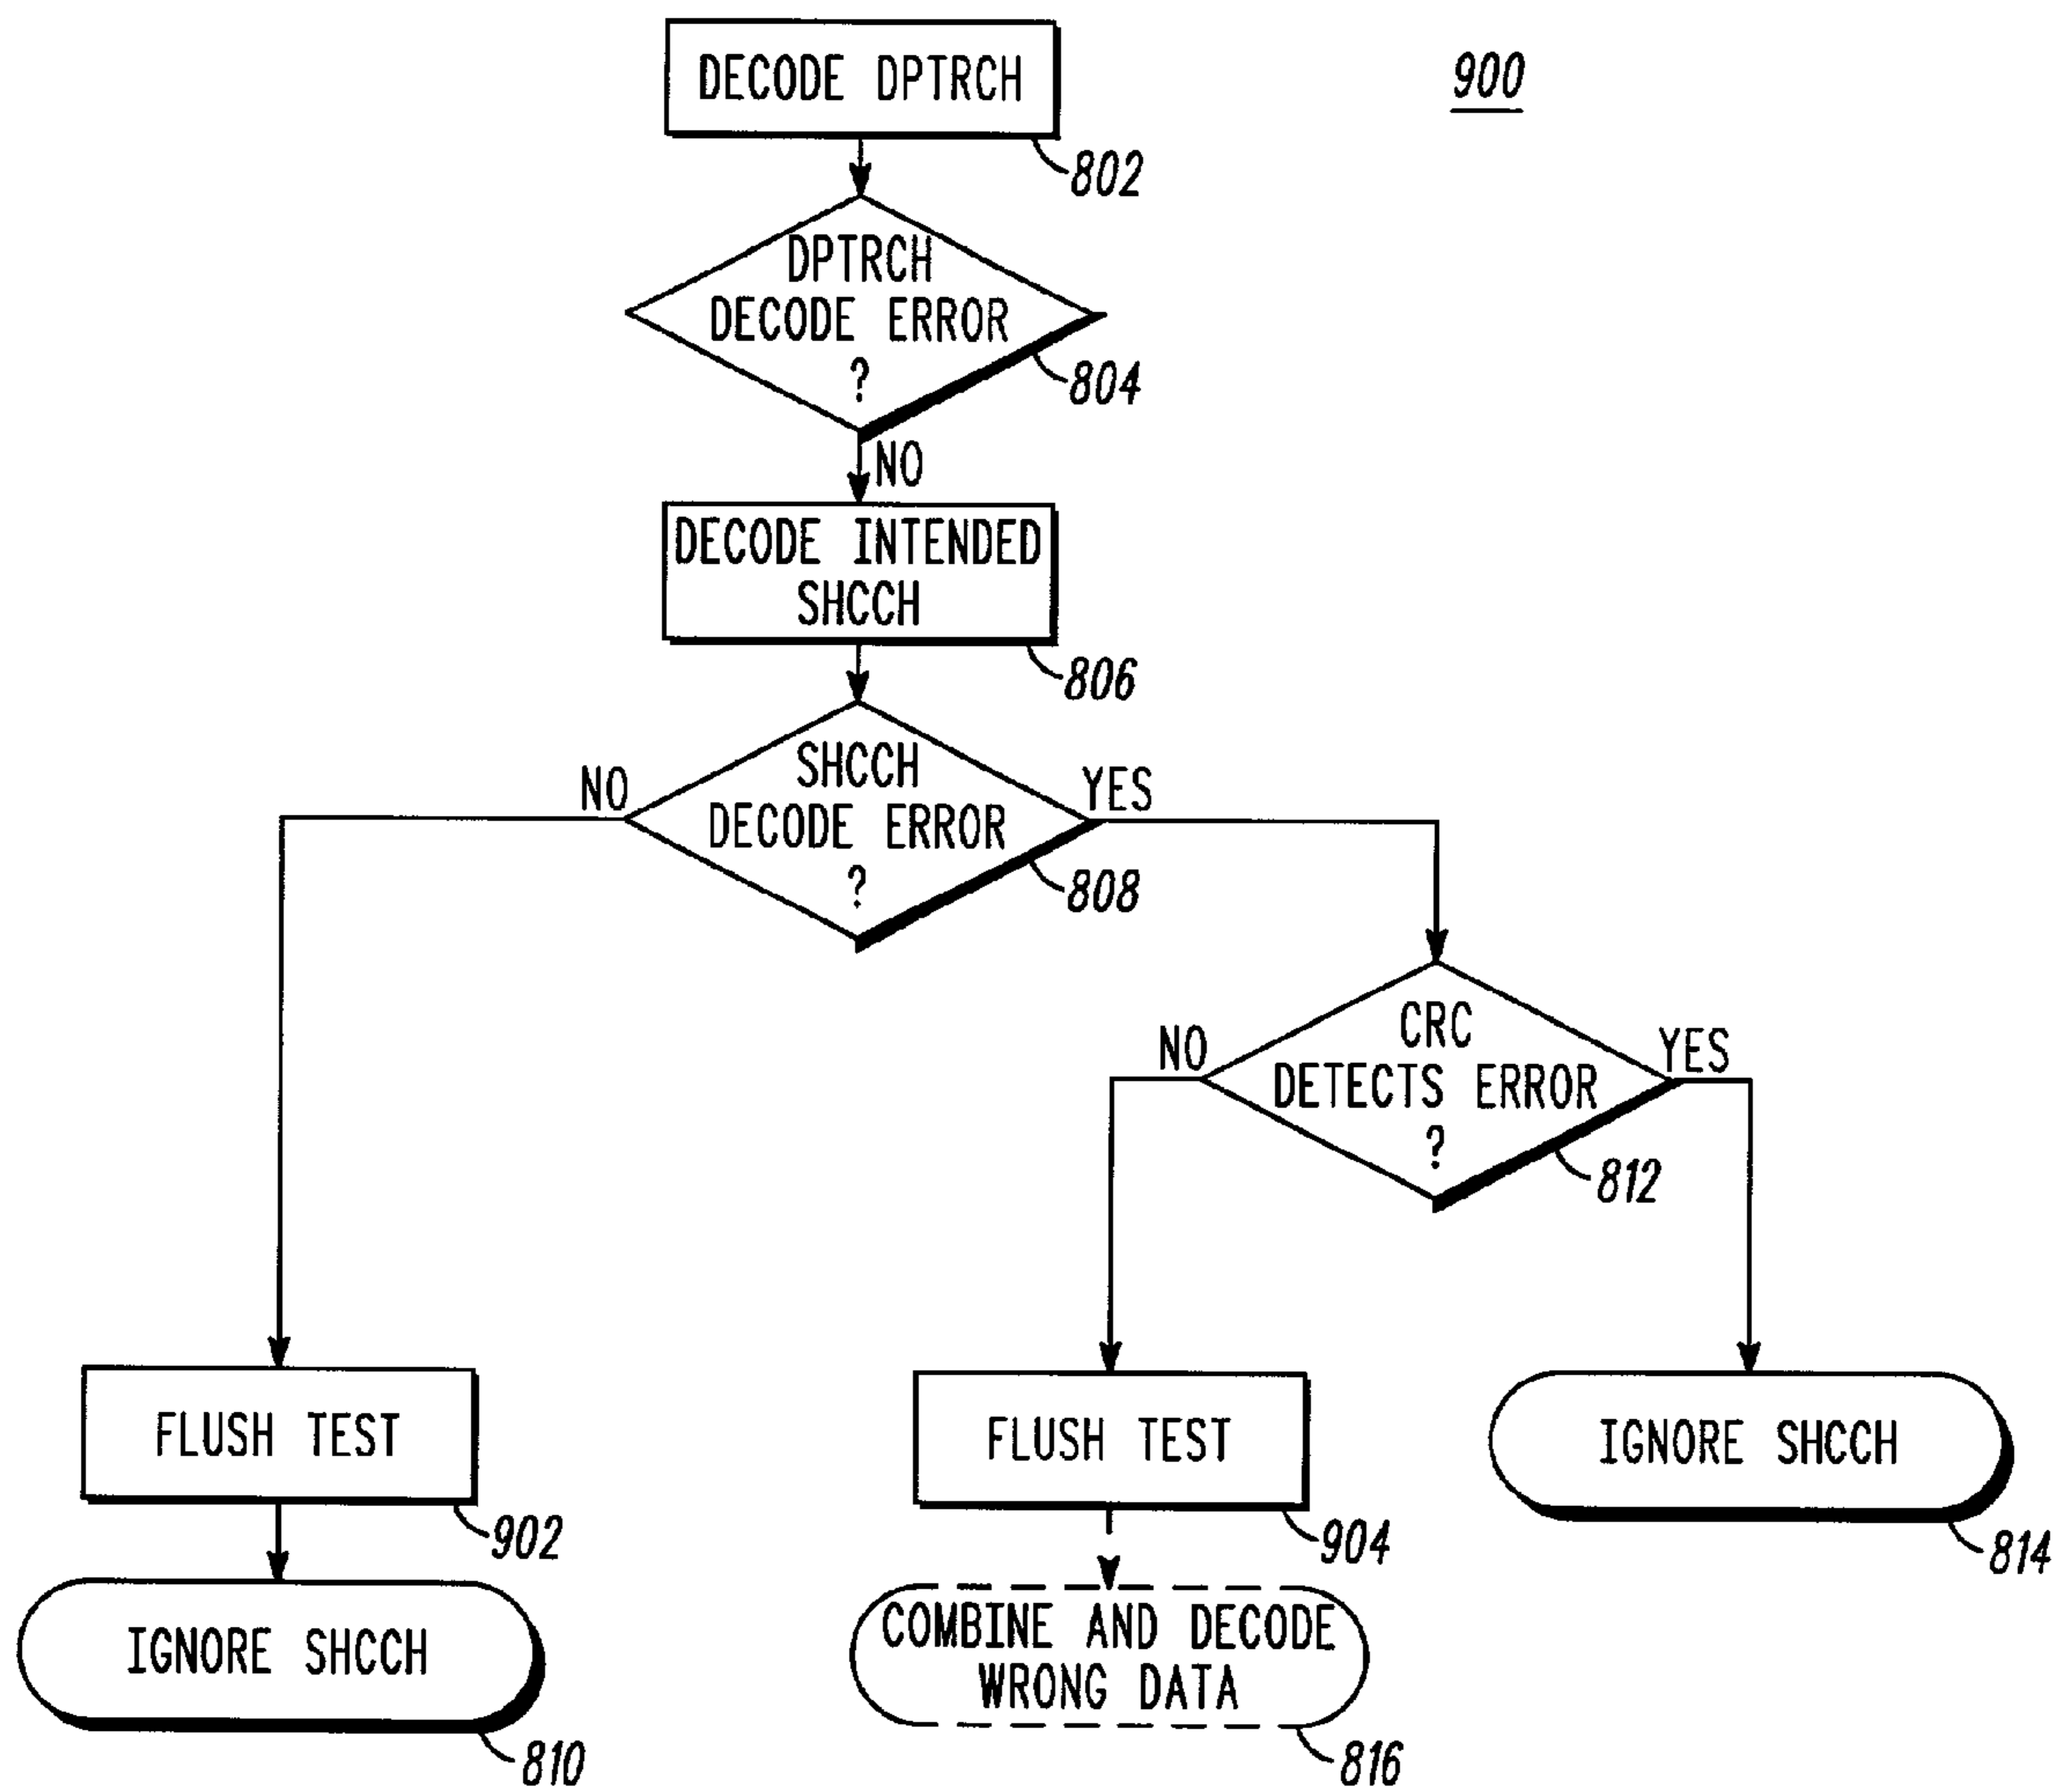 DECODE DPTRCH
900
802
DPTRCH
DECODE ERROR
?
804
NO
DECODE INTENDED
SHCCH
806
NO
SHCCH
DECODE ERROR
?
YES
808
NO
CRC
DETECTS ERROR
?
YES
812
FLUSH TEST
902
FLUSH TEST
904
IGNORE SHCCH
814
IGNORE SHCCH
810
COMBINE AND DECODE
WRONG DATA
816